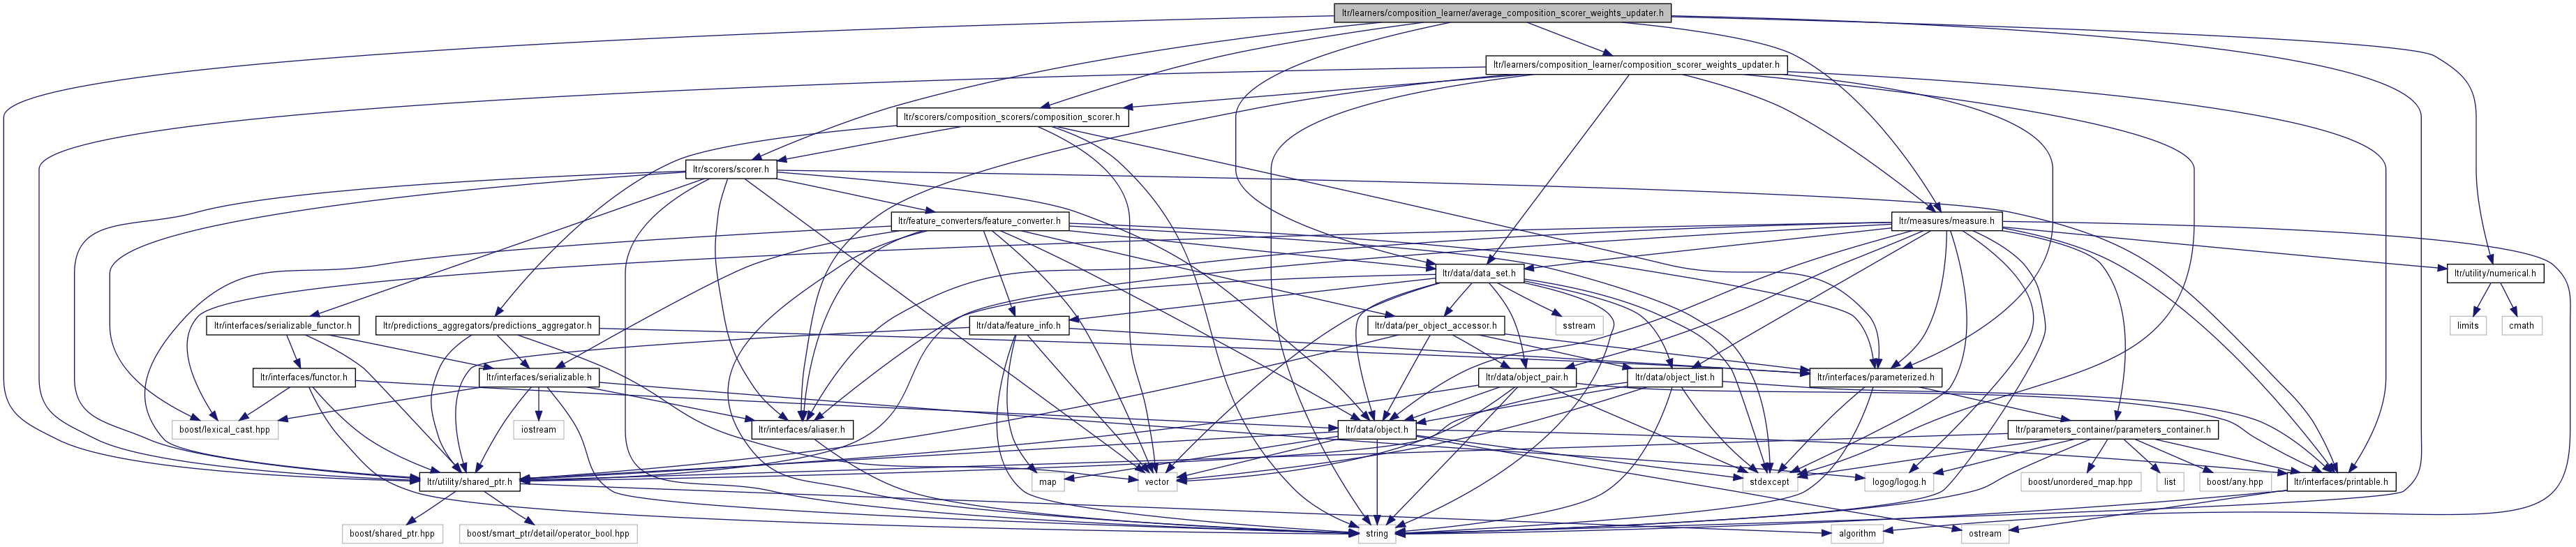 ltr/learners/composition_learner/average_composition_scorer_weights_updater.h
ltr/learners/composition_learner/composition_scorer_weights_updater.h
ltr/scorers/composition_scorers/composition_scorer.h
ltr/scorers/scorer.h
ltr/feature_converters/feature_converter.h
ltr/measures/measure.h
ltr/data/data_set.h
ltr/utility/numerical.h
ltr/interfaces/serializable_functor.h
ltr/predictions_aggregators/predictions_aggregator.h
ltr/data/feature_info.h
ltr/data/per_object_accessor.h
sstream
limits
cmath
ltr/interfaces/functor.h
ltr/interfaces/serializable.h
ltr/data/object_pair.h
ltr/data/object_list.h
ltr/interfaces/parameterized.h
boost/lexical_cast.hpp
iostream
ltr/interfaces/aliaser.h
ltr/data/object.h
ltr/parameters_container/parameters_container.h
ltr/utility/shared_ptr.h
map
vector
stdexcept
logog/logog.h
boost/unordered_map.hpp
list
boost/any.hpp
ltr/interfaces/printable.h
boost/shared_ptr.hpp
boost/smart_ptr/detail/operator_bool.hpp
string
algorithm
ostream